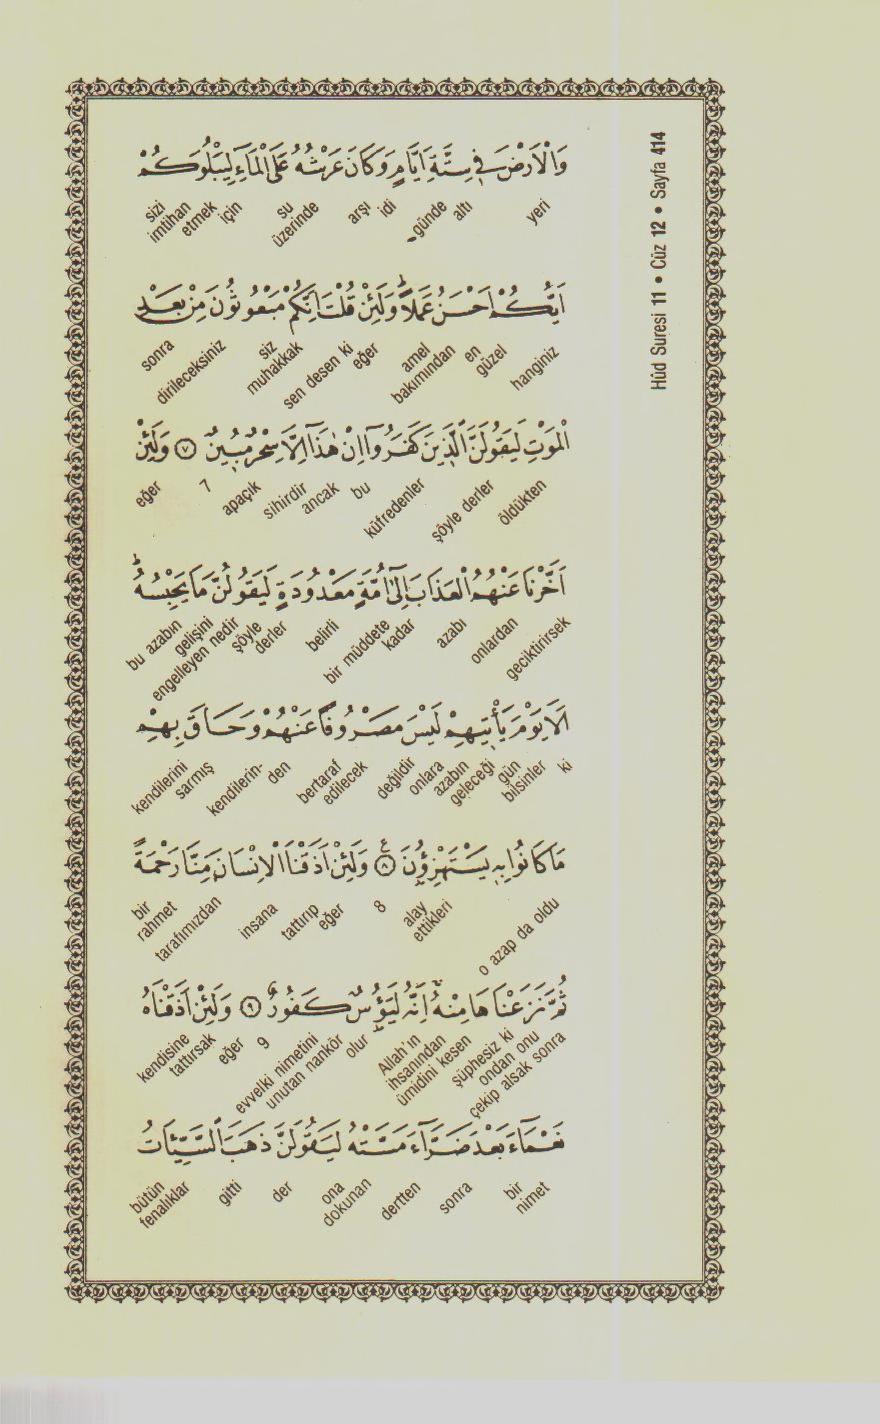 Hûd Suresi 11 • Cüz 12 • Sayfa 414
وَالْاَرْضَ ف۪ي سِتَّةِ اَيَّامٍ وَكَانَ عَرْشُهُ عَلَى الْمَٓاءِ لِيَبْلُوَكُمْ
yeri altı günde idi arşı su üzerinde için etmek imtihan sizi
اَيُّكُمْ اَحْسَنُ عَمَلاًۜ وَلَئِنْ قُلْتَ اِنَّكُمْ مَبْعُوثُونَ مِنْ بَعْدِ
hanginiz en güzel amel bakımından eğer sen desen ki siz muhakkak dirileceksiniz sonra
الْمَوْتِ لَيَقُولَنَّ الَّذ۪ينَ كَفَرُٓوا اِنْ هٰذَٓا اِلَّا سِحْرٌ مُب۪ينٌ ﴿٧﴾ وَلَئِنْ
öldükten şöyle derler küfredenler bu ancak sihirdir apaçık 7 eğer
اَخَّرْنَا عَنْهُمُ الْعَذَابَ اِلٰٓى اُمَّةٍ مَعْدُودَةٍ لَيَقُولُنَّ مَا يَحْبِسُهُۜ
geciktirirsek onlardan azabı bir müddete kadar belirli şöyle derler bu azabın gelişini engelleyen nedir
اَلَا يَوْمَ يَأْت۪يهِمْ لَيْسَ مَصْرُوفاً عَنْهُمْ وَحَاقَ بِهِمْ
ki gün bilsinler azabın geleceği onlara değildir bertaraf edilecek kendilerin-den kendilerini sarmış
مَا كَانُوا بِه۪ يَسْتَهْزِؤُ۫نَ ﴿٨﴾ ع وَلَئِنْ اَذَقْنَا الْاِنْسَانَ مِنَّا رَحْمَةً
o azap da oldu alay ettikleri 8 eğer tattırıp insana tarafımızdan bir rahmet
ثُمَّ نَزَعْنَاهَا مِنْهُۚ اِنَّهُ لَيَؤُ۫سٌ كَفُورٌ ﴿٩﴾ وَلَئِنْ اَذَقْنَاهُ
çekip alsak sonra ondan onu şüphesiz ki ümidini kesen ihsanından Allah'ın olur evvelki nimetini unutan nankör 9 eğer kendisine tattırsak
نَعْمَٓاءَ بَعْدَ ضَرَّٓاءَ مَسَّتْهُ لَيَقُولَنَّ ذَهَبَ السَّيِّـَٔاتُ
bir nimet sonra dertten ona dokunan der gitti bütün fenalıklar